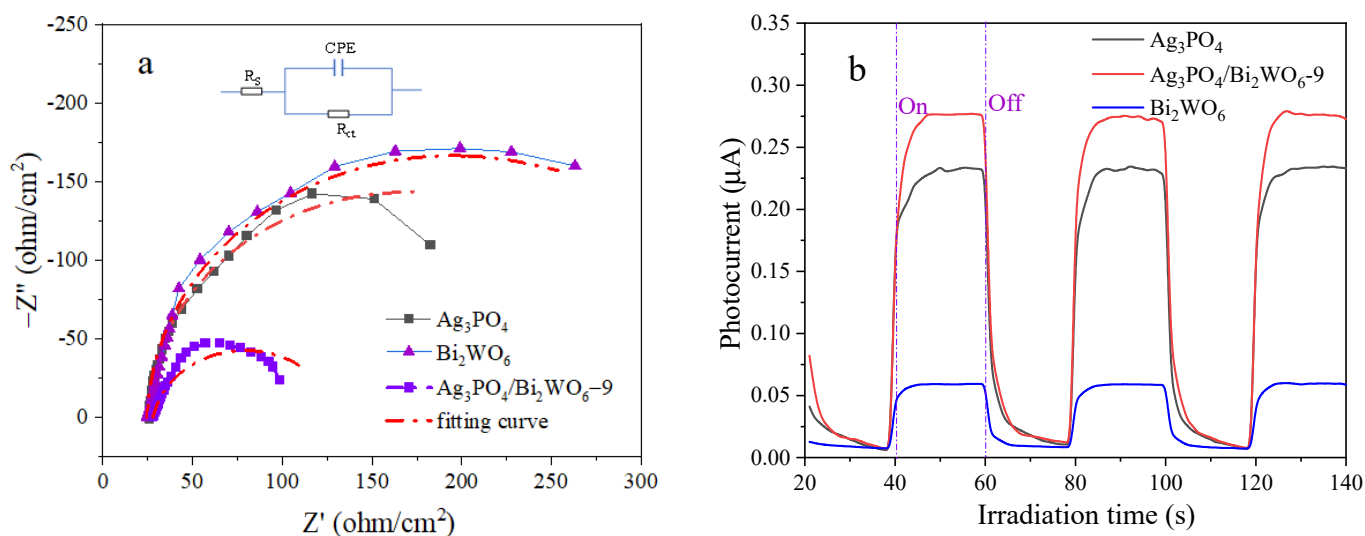 a
CPE
R_S
R_ct
-250
-200
-150
-100
-50
0
−Z'' (ohm/cm²)
Ag₃PO₄
Bi₂WO₆
Ag₃PO₄/Bi₂WO₆−9
fitting curve
0 50 100 150 200 250 300
Z' (ohm/cm²)
b
0.35
0.30
0.25
0.20
0.15
0.10
0.05
0.00
Photocurrent (μA)
Ag₃PO₄
Ag₃PO₄/Bi₂WO₆-9
Bi₂WO₆
On
Off
20 40 60 80 100 120 140
Irradiation time (s)